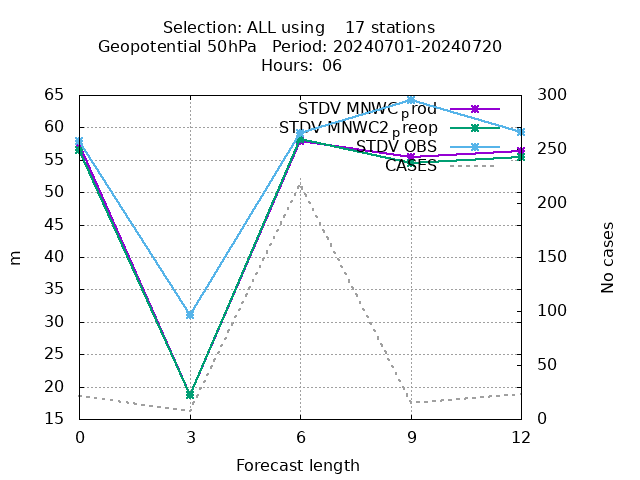 Selection: ALL using    17 stations
Geopotential 50hPa   Period: 20240701-20240720
Hours: 06
STDV MNWC_prod
STDV MNWC2_preop
STDV OBS
CASES
65
60
55
50
45
40
35
30
25
20
15
300
250
200
150
100
50
0
m
No cases
0 3 6 9 12
Forecast length